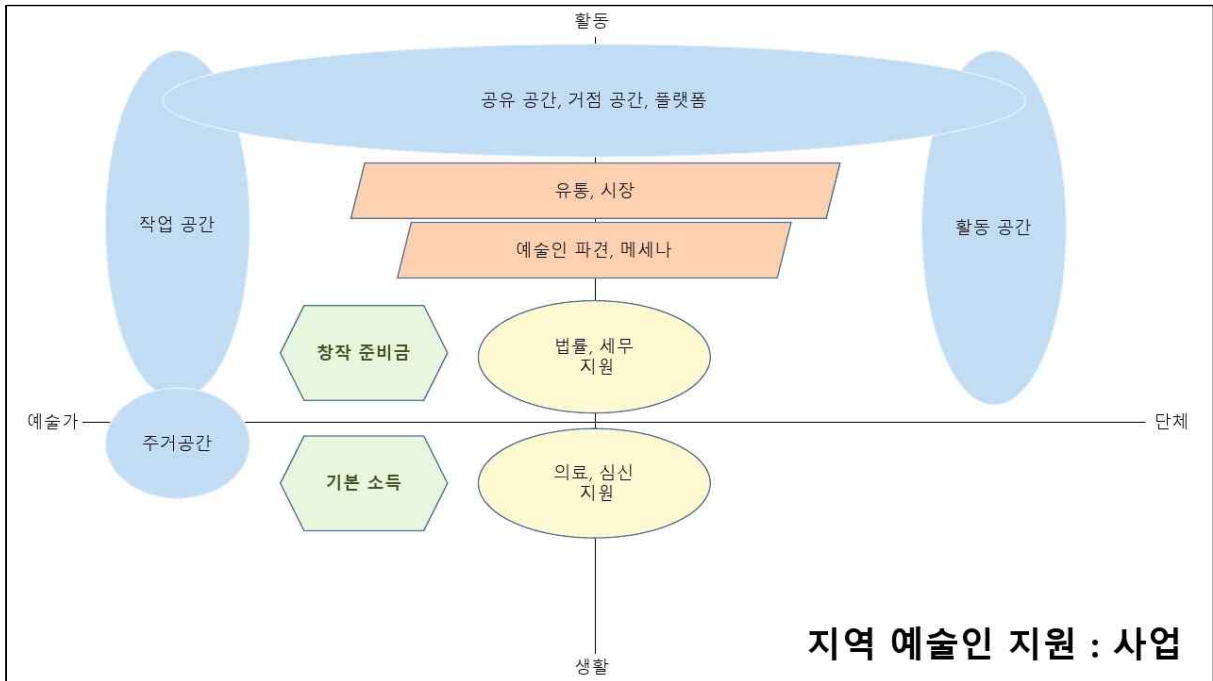 활동
공유 공간, 거점 공간, 플랫폼
유통, 시장
작업 공간
활동 공간
예술인 파견, 메세나
창작 준비금
법률, 세무
지원
예술가
단체
주거공간
기본 소득
의료, 심신
지원
지역 예술인 지원 : 사업
생활